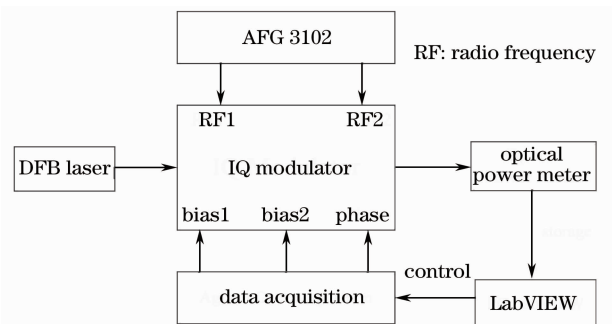 AFG 3102
RF: radio frequency
RF1 RF2
DFB laser
IQ modulator
optical
power meter
bias1 bias2 phase
control
data acquisition
LabVIEW